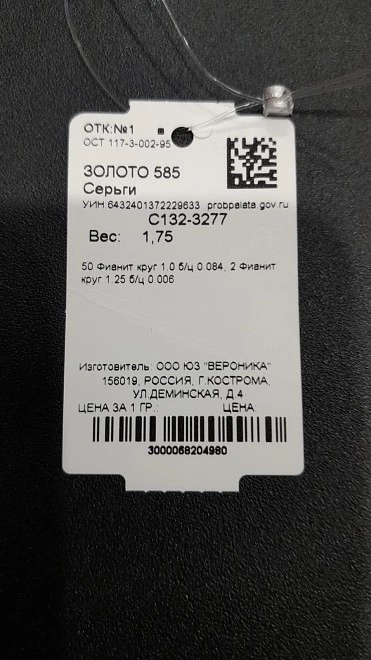 ОТК:№1
ОСТ 117-3-002-95
ЗОЛОТО 585
Серьги
УИН:6432401372229633 probpalata.gov.ru
С132-3277
Вес: 1,75
50 Фианит круг 1.0 б/ц 0.084, 2 Фианит
круг 1.25 б/ц 0.006
Изготовитель: ООО ЮЗ "ВЕРОНИКА"
156019, РОССИЯ, Г.КОСТРОМА,
УЛ.ДЕМИНСКАЯ, Д.4
ЦЕНА ЗА 1 ГР.: ЦЕНА:
3000068204980